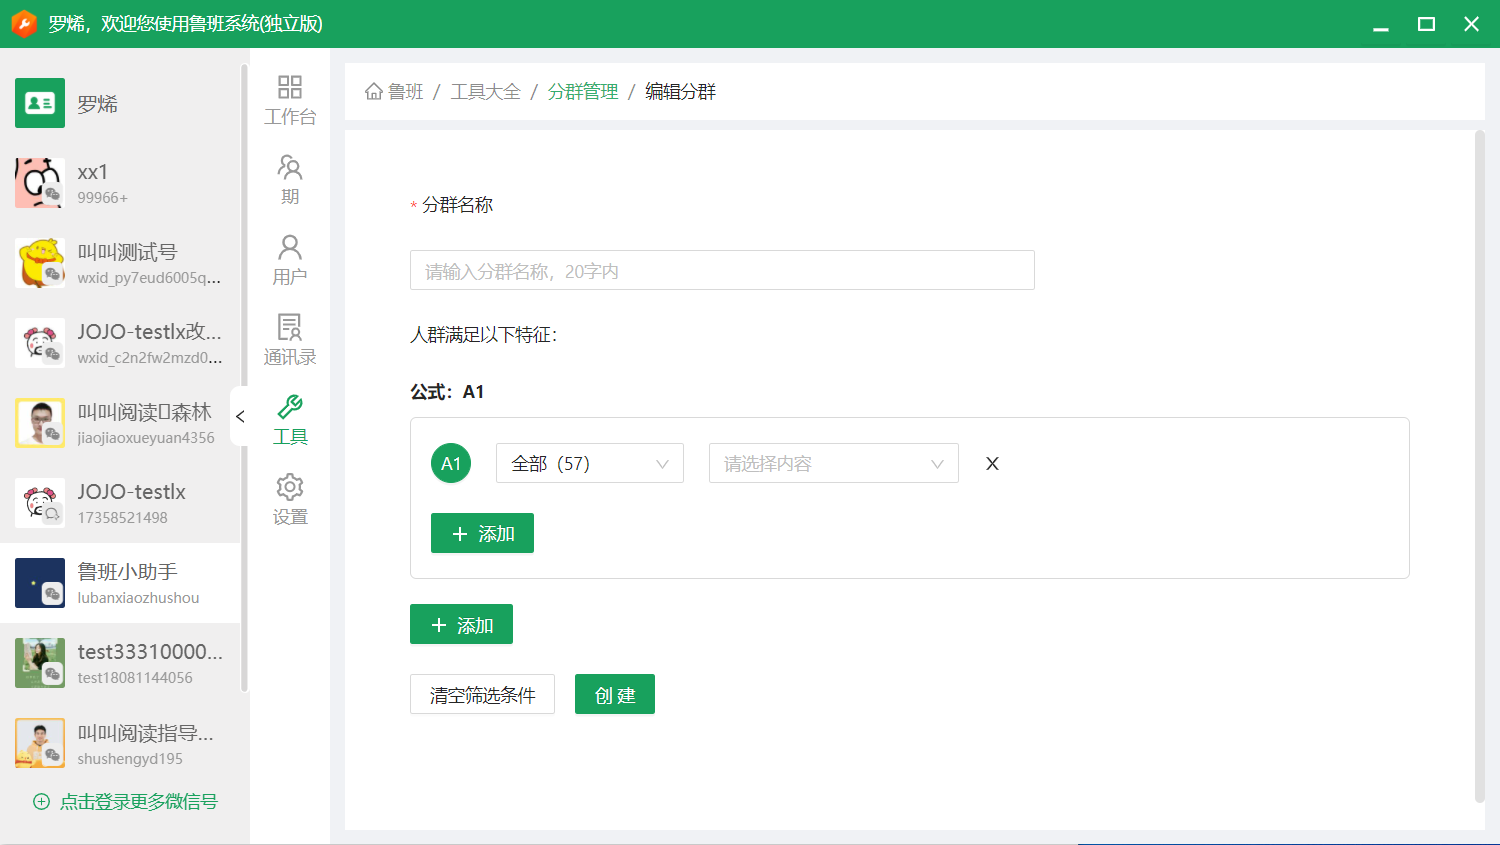 罗烯，欢迎您使用鲁班系统(独立版)
罗烯
xx1
99966+
叫叫测试号
wxid_py7eud6005q...
JOJO-testlx改...
wxid_c2n2fw2mzd0...
叫叫阅读▯森林
jiaojiaoxueyuan4356
JOJO-testlx
17358521498
鲁班小助手
lubanxiaozhushou
test33310000...
test18081144056
叫叫阅读指导...
shushengyd195
点击登录更多微信号
工作台
期
用户
通讯录
工具
设置
鲁班 / 工具大全 / 分群管理 / 编辑分群
* 分群名称
请输入分群名称，20字内
人群满足以下特征：
公式：A1
A1 全部（57） 请选择内容 X
+ 添加
+ 添加
清空筛选条件 创 建